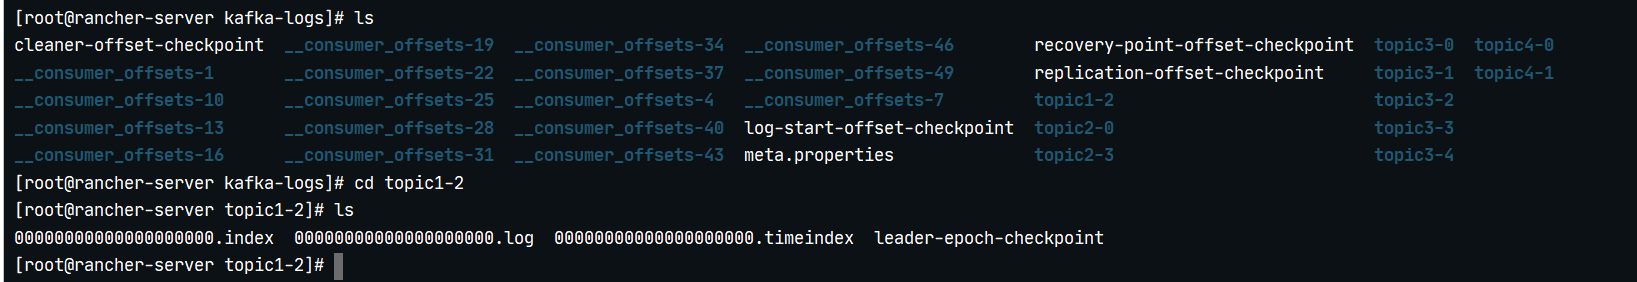 [root@rancher-server kafka-logs]# ls
cleaner-offset-checkpoint  __consumer_offsets-19  __consumer_offsets-34  __consumer_offsets-46        recovery-point-offset-checkpoint  topic3-0  topic4-0
__consumer_offsets-1       __consumer_offsets-22  __consumer_offsets-37  __consumer_offsets-49        replication-offset-checkpoint     topic3-1  topic4-1
__consumer_offsets-10      __consumer_offsets-25  __consumer_offsets-4   __consumer_offsets-7         topic1-2                          topic3-2
__consumer_offsets-13      __consumer_offsets-28  __consumer_offsets-40  log-start-offset-checkpoint  topic2-0                          topic3-3
__consumer_offsets-16      __consumer_offsets-31  __consumer_offsets-43  meta.properties              topic2-3                          topic3-4
[root@rancher-server kafka-logs]# cd topic1-2
[root@rancher-server topic1-2]# ls
00000000000000000000.index  00000000000000000000.log  00000000000000000000.timeindex  leader-epoch-checkpoint
[root@rancher-server topic1-2]#